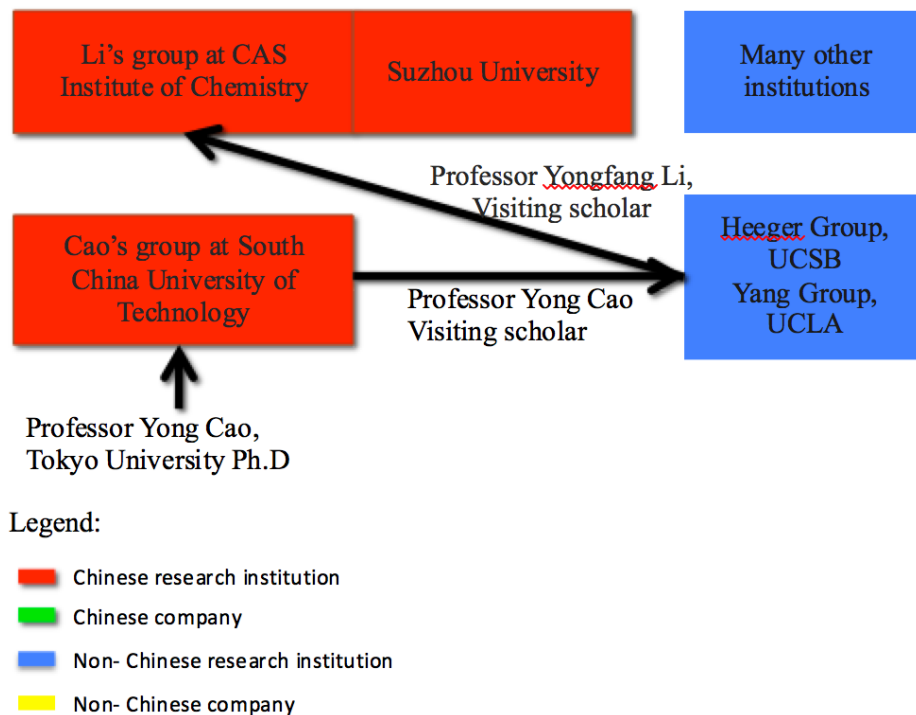 Li's group at CAS
Institute of Chemistry
Suzhou University
Many other
institutions
Professor Yongfang Li,
Visiting scholar
Cao's group at South
China University of
Technology
Heeger Group,
UCSB
Yang Group,
UCLA
Professor Yong Cao
Visiting scholar
Professor Yong Cao,
Tokyo University Ph.D
Legend:
Chinese research institution
Chinese company
Non- Chinese research institution
Non- Chinese company